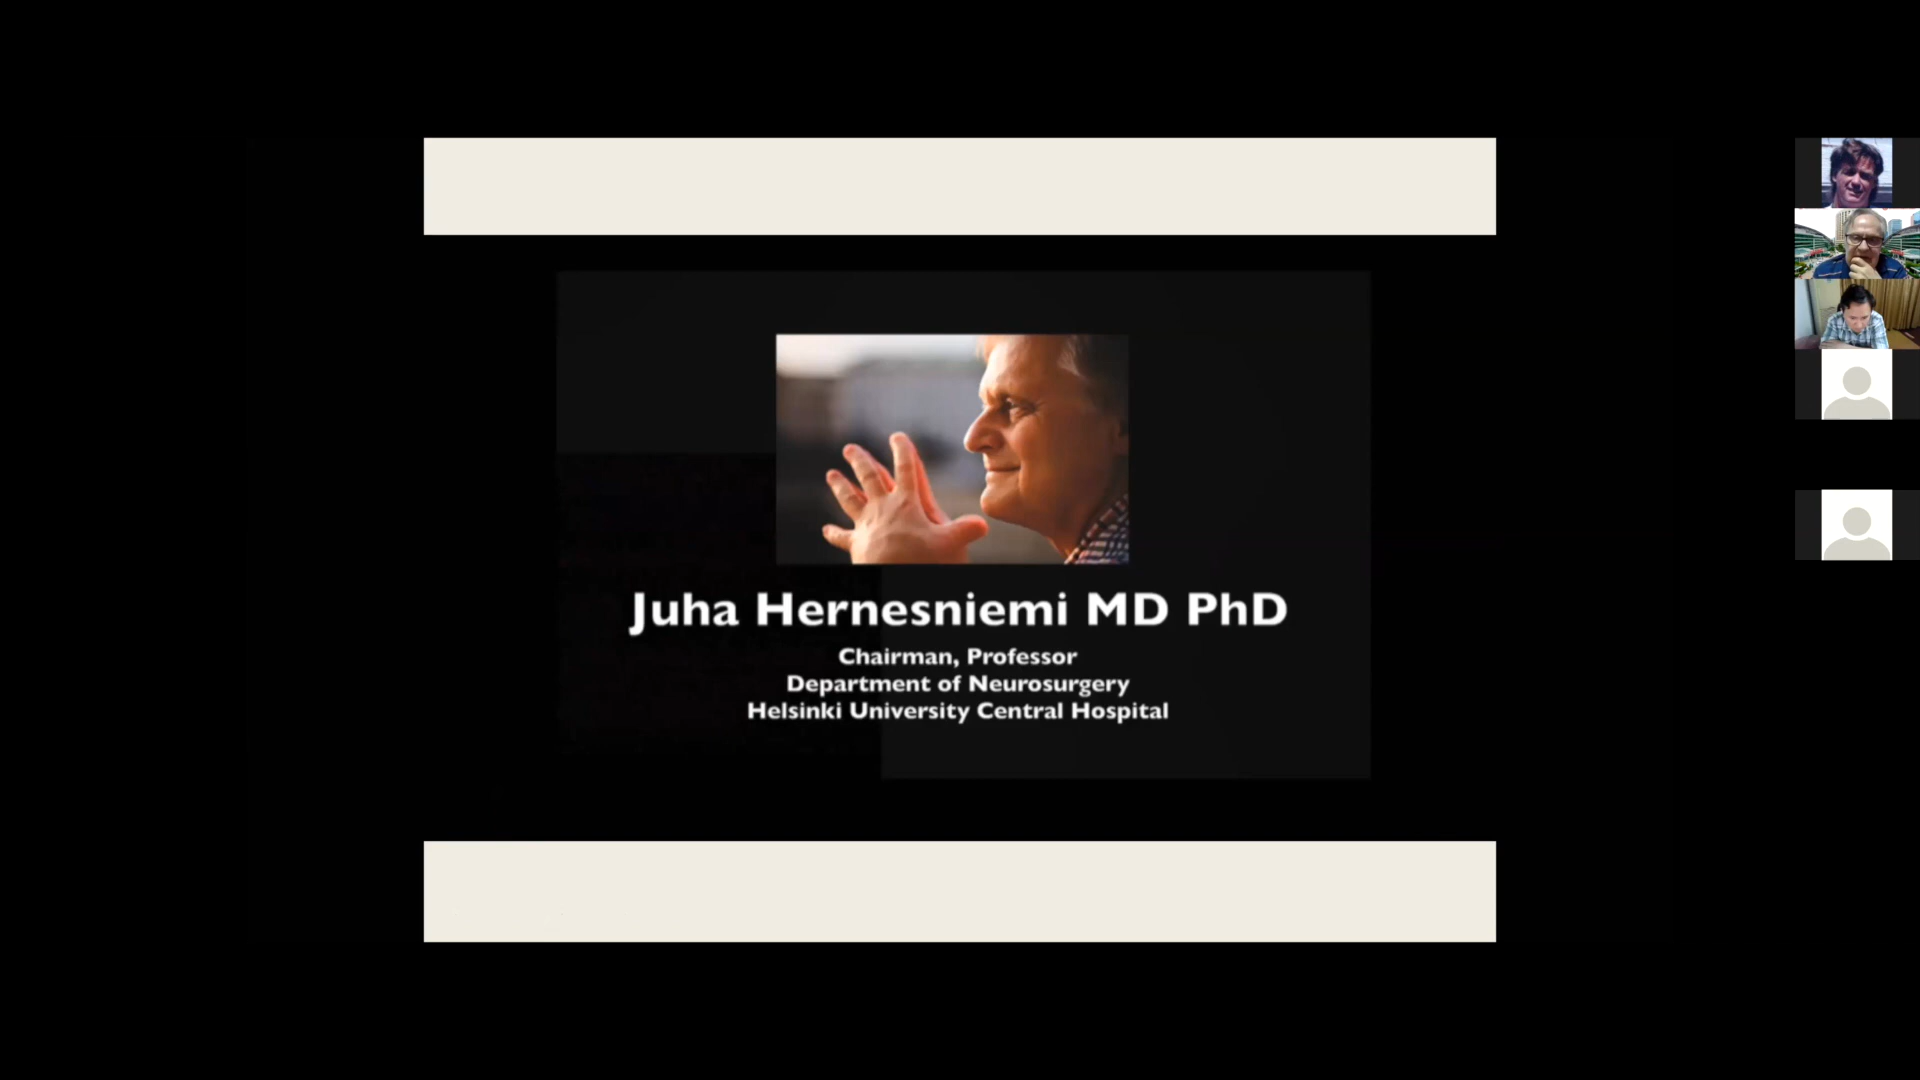 Juha Hernesniemi MD PhD
Chairman, Professor
Department of Neurosurgery
Helsinki University Central Hospital